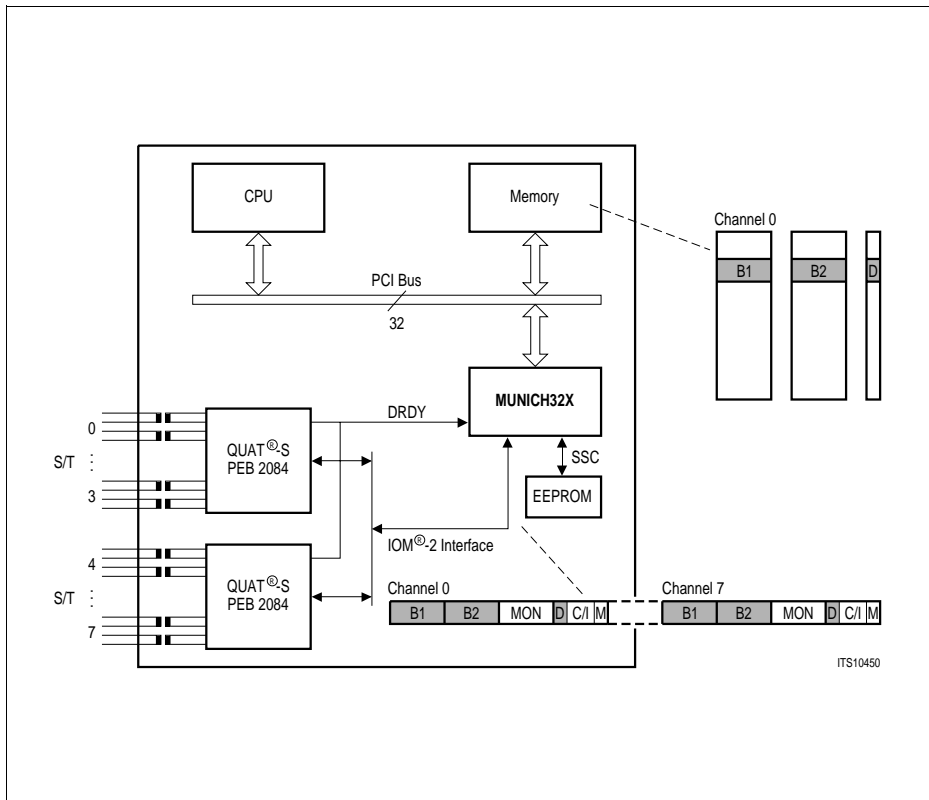 CPU
Memory
Channel 0
B1 B2 D
PCI Bus
32
MUNICH32X
DRDY
0
S/T
3
QUAT®-S
PEB 2084
SSC
EEPROM
IOM®-2 Interface
4
S/T
7
QUAT®-S
PEB 2084
Channel 0 Channel 7
B1 B2 MON D C/I M B1 B2 MON D C/I M
ITS10450